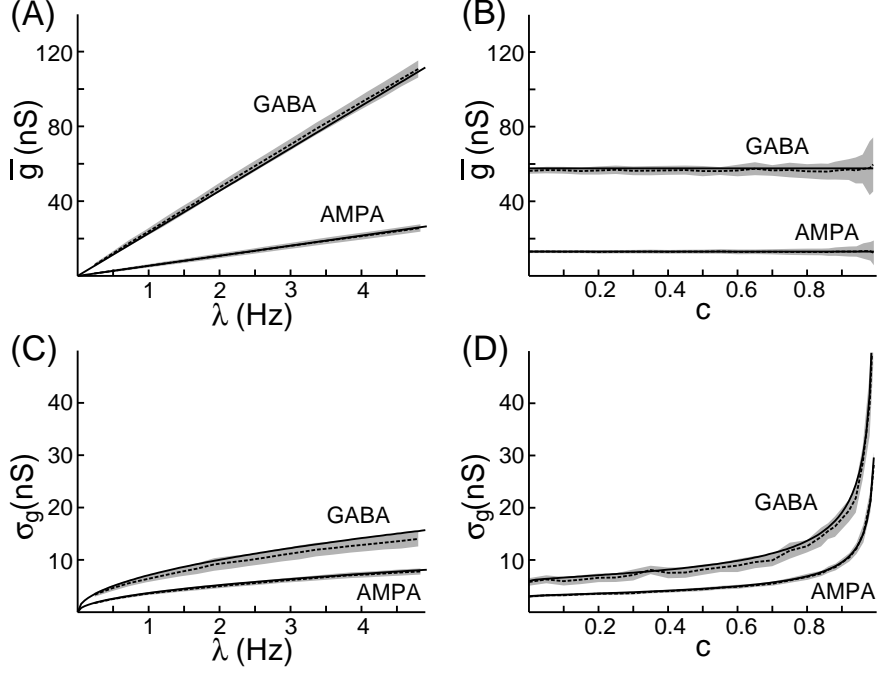 (A)
120
80
40
g̅ (nS)
GABA
AMPA
1 2 3 4
λ (Hz)
(B)
120
80
40
g̅ (nS)
GABA
AMPA
0.2 0.4 0.6 0.8
c
(C)
40
30
20
10
σg(nS)
GABA
AMPA
1 2 3 4
λ (Hz)
(D)
40
30
20
10
σg(nS)
GABA
AMPA
0.2 0.4 0.6 0.8
c